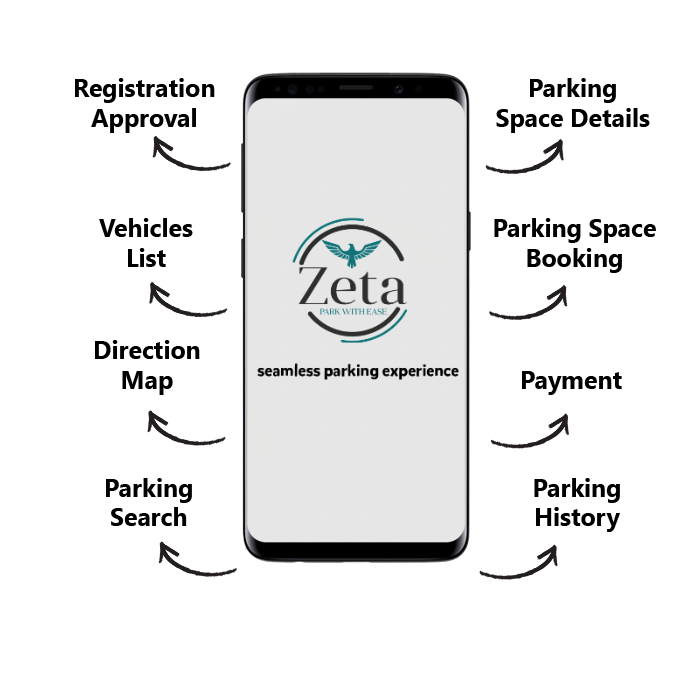 Registration
Approval
Parking
Space Details
Vehicles
List
Parking Space
Booking
Zeta
PARK WITH EASE
Direction
Map
seamless parking experience
Payment
Parking
Search
Parking
History